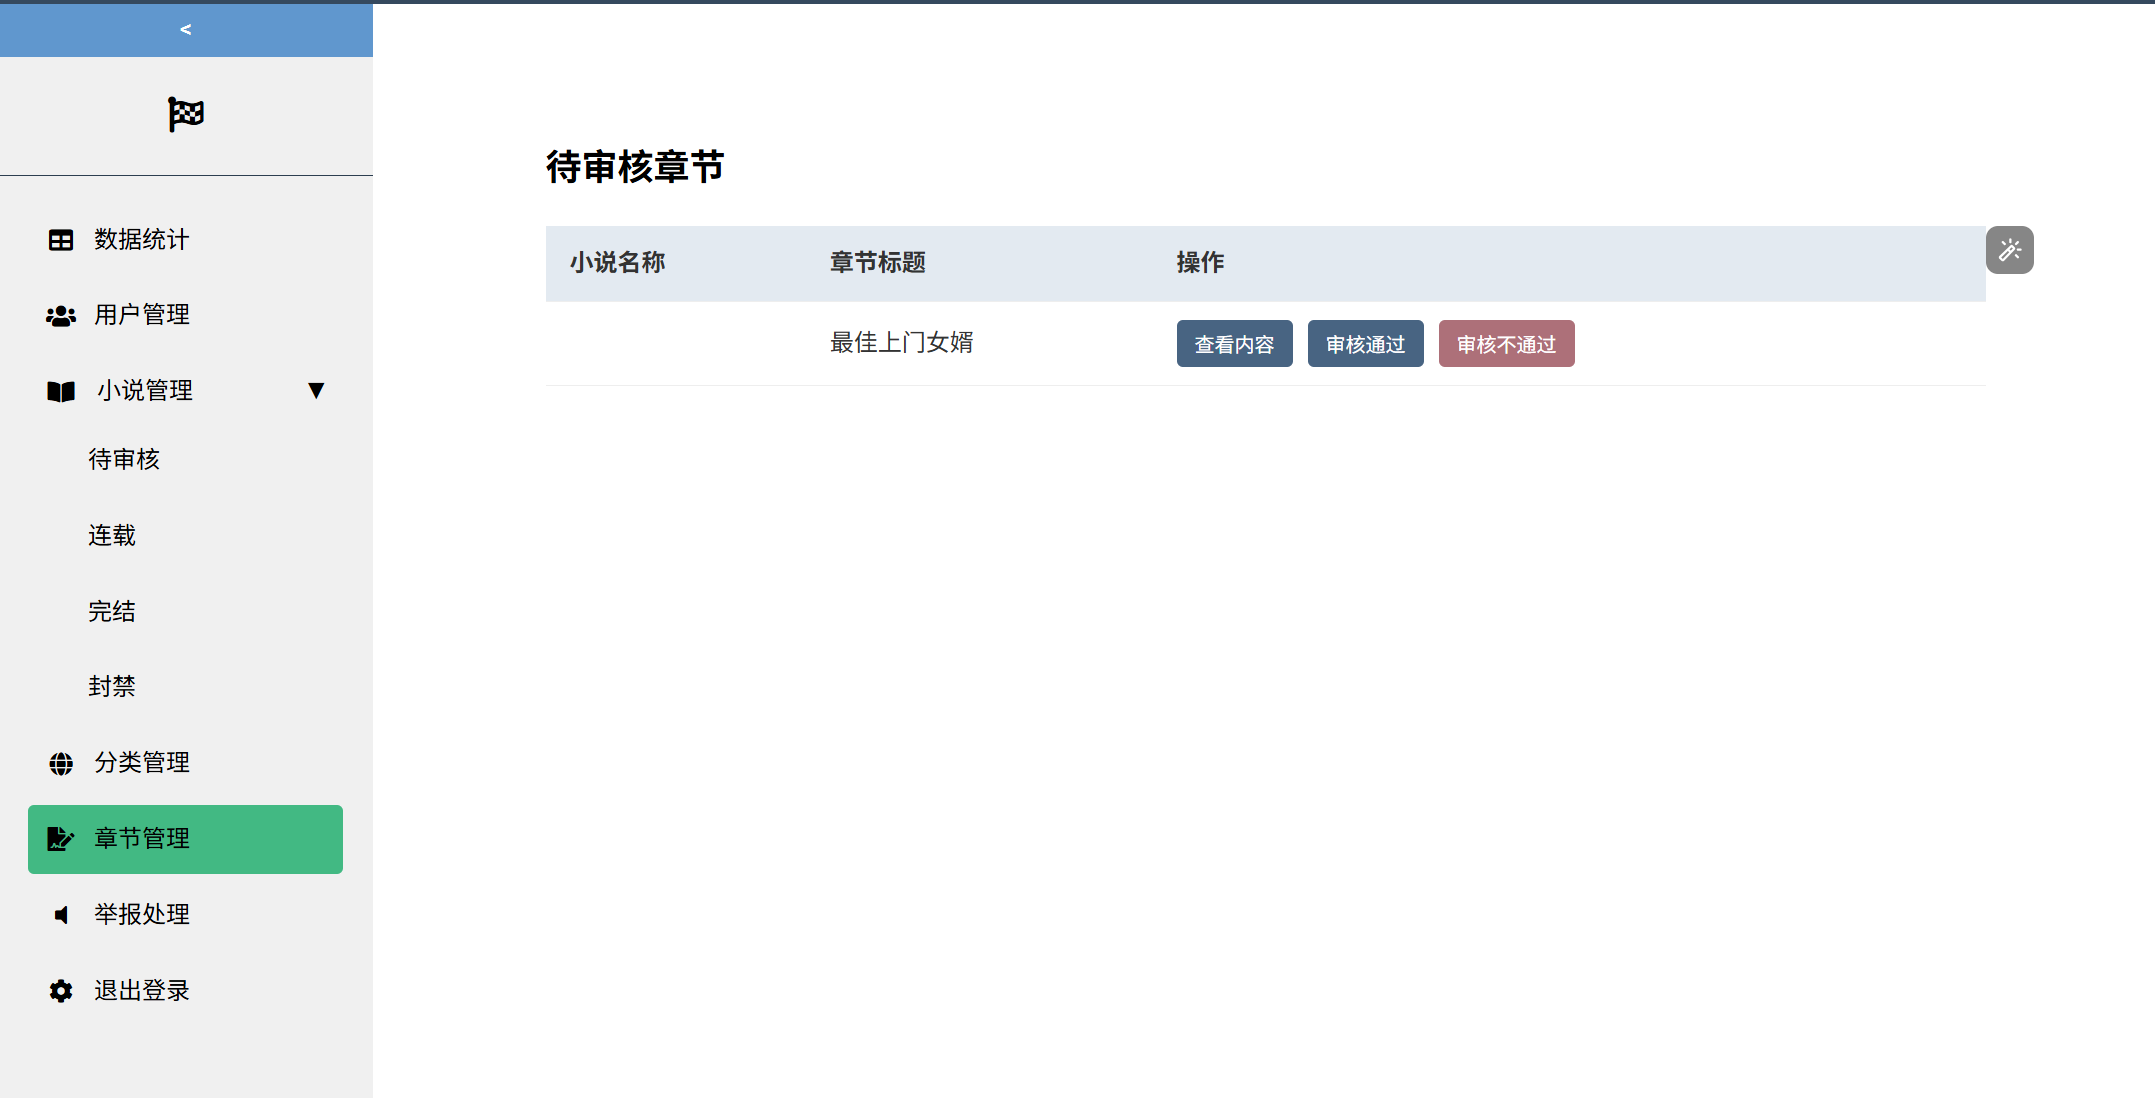 <
数据统计
用户管理
小说管理 ▼
待审核
连载
完结
封禁
分类管理
章节管理
举报处理
退出登录
待审核章节
小说名称 章节标题 操作
最佳上门女婿 查看内容 审核通过 审核不通过